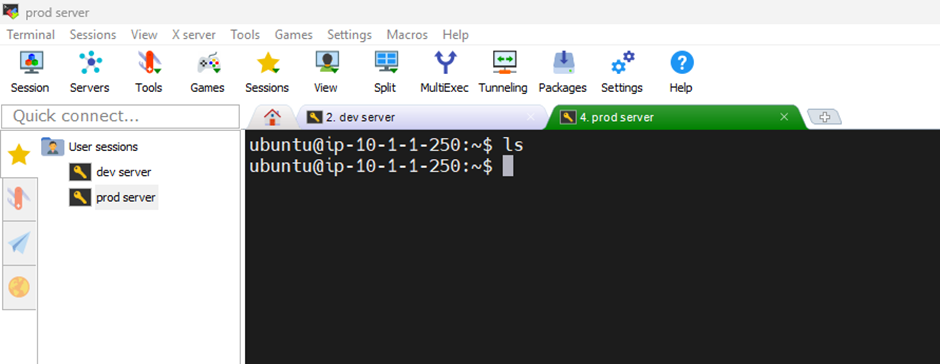 prod server
Terminal Sessions View X server Tools Games Settings Macros Help
Session Servers Tools Games Sessions View Split MultiExec Tunneling Packages Settings Help
Quick connect...
2. dev server
4. prod server
User sessions
dev server
prod server
ubuntu@ip-10-1-1-250:~$ ls
ubuntu@ip-10-1-1-250:~$